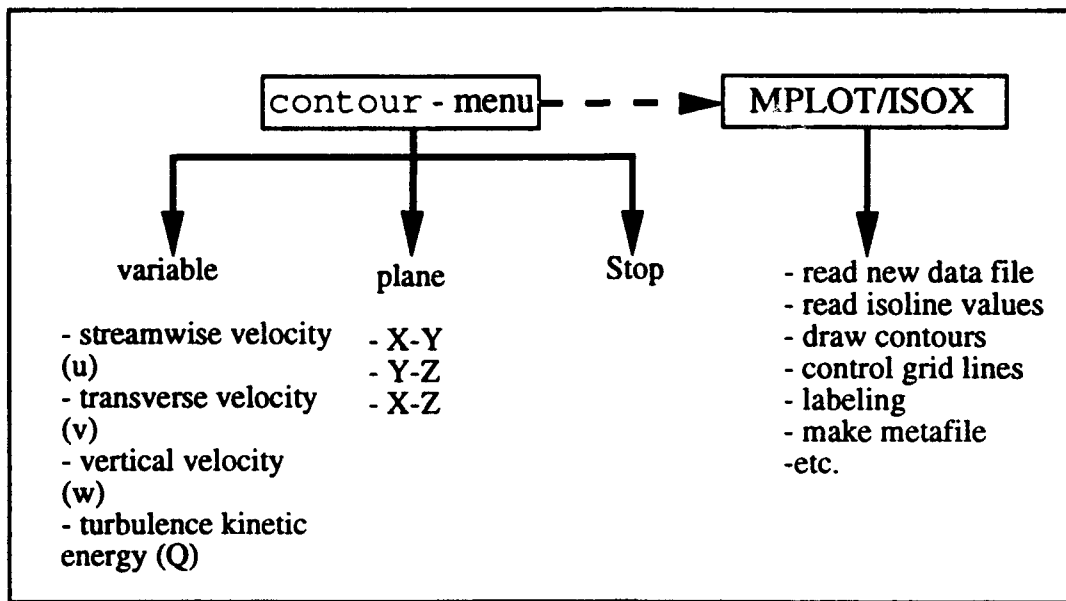 contour - menu
MPLOT/ISOX
variable
plane
Stop
- streamwise velocity
(u)
- transverse velocity
(v)
- vertical velocity
(w)
- turbulence kinetic
energy (Q)
- X-Y
- Y-Z
- X-Z
- read new data file
- read isoline values
- draw contours
- control grid lines
- labeling
- make metafile
-etc.